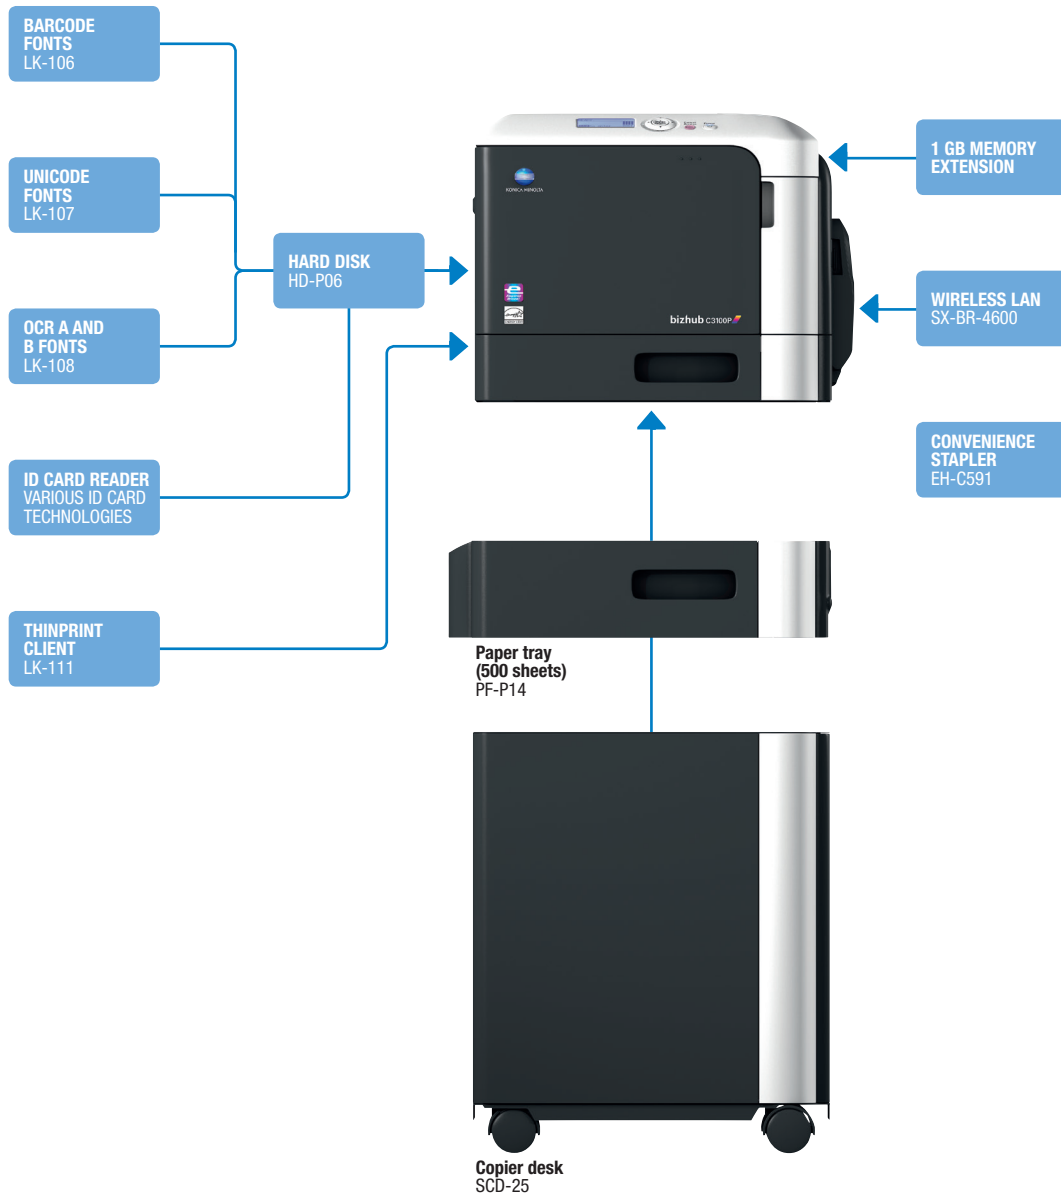 BARCODE
FONTS
LK-106
UNICODE
FONTS
LK-107
OCR A AND
B FONTS
LK-108
ID CARD READER
VARIOUS ID CARD
TECHNOLOGIES
THINPRINT
CLIENT
LK-111
HARD DISK
HD-P06
KONICA MINOLTA
bizhub C3100P
1 GB MEMORY
EXTENSION
WIRELESS LAN
SX-BR-4600
CONVENIENCE
STAPLER
EH-C591
Paper tray
(500 sheets)
PF-P14
Copier desk
SCD-25